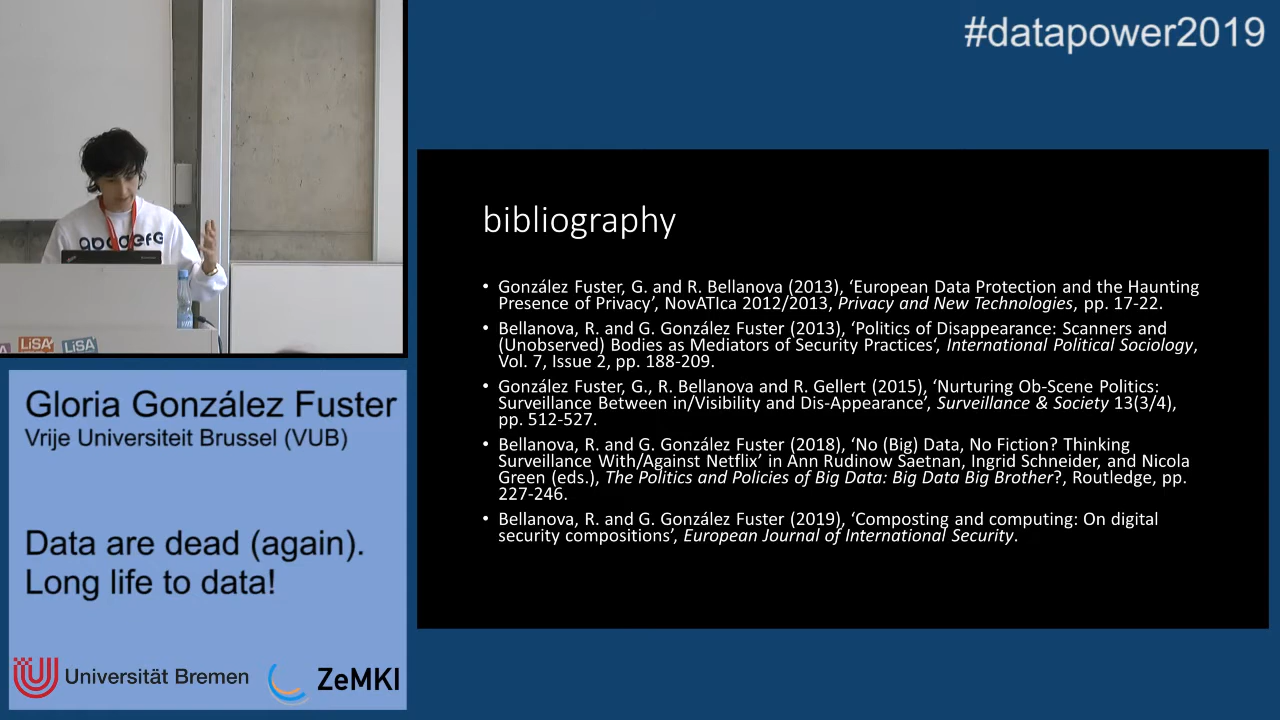 #datapower2019
abcdefG
LiSA
LiSA
bibliography
• González Fuster, G. and R. Bellanova (2013), ‘European Data Protection and the Haunting
Presence of Privacy’, NovATIca 2012/2013, Privacy and New Technologies, pp. 17-22.
• Bellanova, R. and G. González Fuster (2013), ‘Politics of Disappearance: Scanners and
(Unobserved) Bodies as Mediators of Security Practices‘, International Political Sociology,
Vol. 7, Issue 2, pp. 188-209.
• González Fuster, G., R. Bellanova and R. Gellert (2015), ‘Nurturing Ob-Scene Politics:
Surveillance Between in/Visibility and Dis-Appearance’, Surveillance & Society 13(3/4),
pp. 512-527.
• Bellanova, R. and G. González Fuster (2018), ‘No (Big) Data, No Fiction? Thinking
Surveillance With/Against Netflix’ in Ann Rudinow Saetnan, Ingrid Schneider, and Nicola
Green (eds.), The Politics and Policies of Big Data: Big Data Big Brother?, Routledge, pp.
227-246.
• Bellanova, R. and G. González Fuster (2019), ‘Composting and computing: On digital
security compositions’, European Journal of International Security.
Gloria González Fuster
Vrije Universiteit Brussel (VUB)
Data are dead (again).
Long life to data!
Universität Bremen
ZeMKI